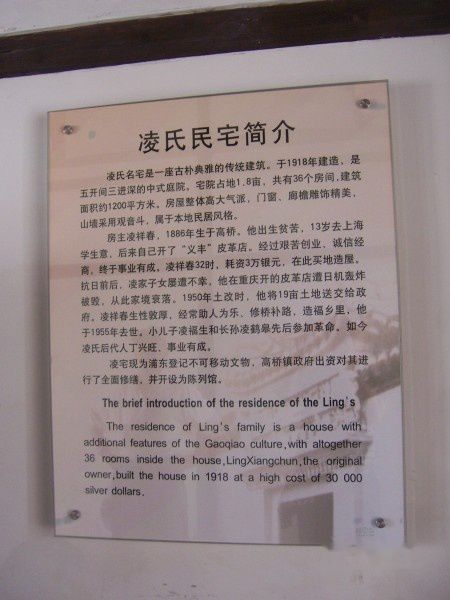 凌氏民宅简介
凌氏名宅是一座古朴典雅的传统建筑。于1918年建造，是
五开间三进深的中式庭院，宅院占地1.8亩，共有36个房间，建筑
面积约1200平方米。房屋整体高大气派，门窗、廊檐雕饰精美，
山墙采用观音斗，属于本地民居风格。
房主凌祥春，1886年生于高桥。他出生贫苦，13岁去上海
学生意，后来自己开了“义丰”皮革店。经过艰苦创业，诚信经
商，终于事业有成。凌祥春32时，耗资3万银元，在此买地造屋。
抗日前后，凌家子女屡遭不幸，他在重庆开的皮革店遭日机轰炸
被毁，从此家境衰落。1950年土改时，他将19亩土地送交给政
府。凌祥春生性敦厚，经常助人为乐、修桥补路，造福乡里，他
于1955年去世。小儿子凌福生和长孙凌鹤皋先后参加革命。如今
凌氏后代人丁兴旺，事业有成。
凌宅现为浦东登记不可移动文物，高桥镇政府出资对其进
行了全面修缮，并开设为陈列馆。
The brief introduction of the residence of the Ling's
The residence of Ling's family is a house with
additional features of the Gaoqiao culture,with altogether
36 rooms inside the house,LingXiangchun,the original
owner,built the house in 1918 at a high cost of 30 000
silver dollars.